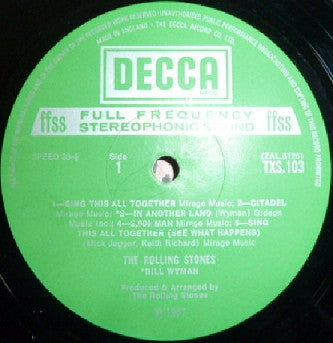 MADE IN ENGLAND • THE DECCA RECORD CO. LTD.
DECCA
ffss FULL FREQUENCY ffss
STEREOPHONIC SOUND
SPEED 33⅓ Side (ZAL.8126)
1 TXS.103
1—SING THIS ALL TOGETHER Mirage Music; 2—CITADEL
Mirage Music; *3—IN ANOTHER LAND (Wyman) Gideon
Music Inc.; 4—2,000 MAN Mirage Music; 5—SING
THIS ALL TOGETHER (SEE WHAT HAPPENS)
(Mick Jagger, Keith Richard) Mirage Music
THE ROLLING STONES
*BILL WYMAN
Produced & Arranged by
The Rolling Stones
℗ 1967